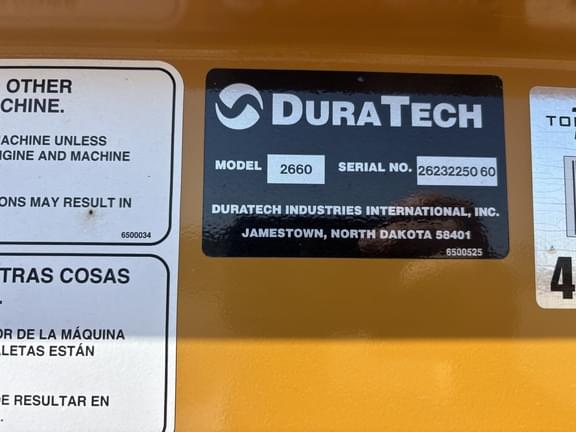 OTHER
CHINE.
ACHINE UNLESS
NGINE AND MACHINE
ONS MAY RESULT IN
6500034
TRAS COSAS
.
OR DE LA MÁQUINA
LETAS ESTÁN
DE RESULTAR EN
.
DURATECH
MODEL 2660 SERIAL NO. 26232250 60
DURATECH INDUSTRIES INTERNATIONAL, INC.
JAMESTOWN, NORTH DAKOTA 58401
6500525
TO
4